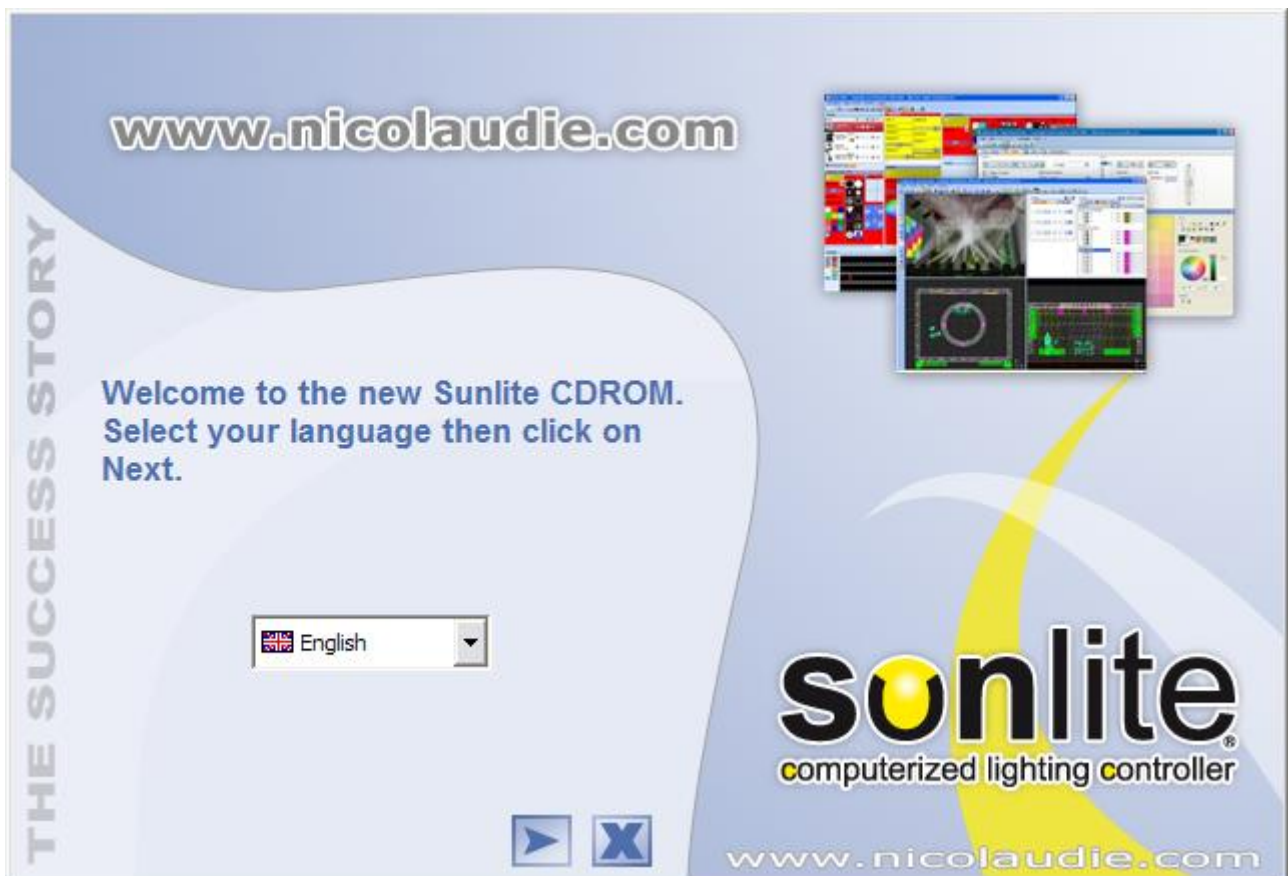 www.nicolaudie.com
THE SUCCESS STORY
Welcome to the new Sunlite CDROM.
Select your language then click on
Next.
English
sunlite®
computerized lighting controller
www.nicolaudie.com